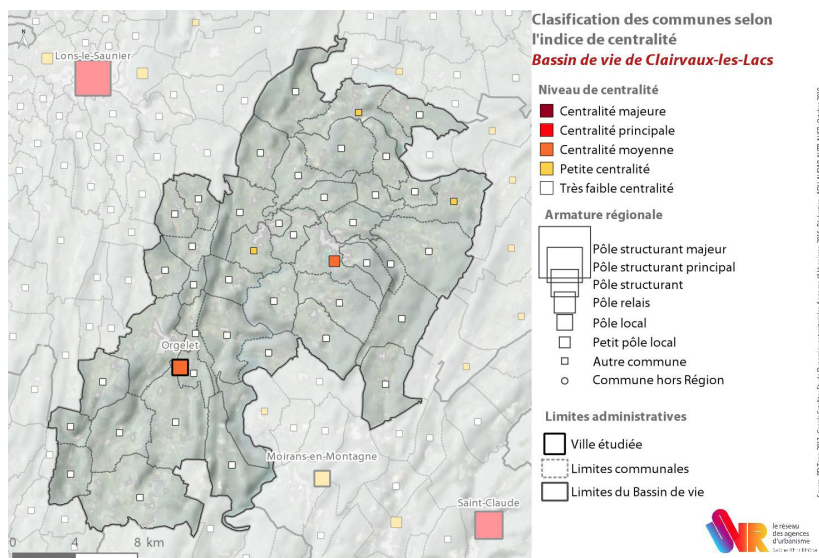 Clasification des communes selon
l'indice de centralité
Bassin de vie de Clairvaux-les-Lacs
N
Lons-le-Saunier
Niveau de centralité
Centralité majeure
Centralité principale
Centralité moyenne
Petite centralité
Très faible centralité
Armature régionale
Pôle structurant majeur
Pôle structurant principal
Pôle structurant
Pôle relais
Pôle local
Petit pôle local
Autre commune
Commune hors Région
Orgelet
Limites administratives
Ville étudiée
Limites communales
Limites du Bassin de vie
Moirans-en-Montagne
Saint-Claude
0 4 8 km
le réseau
des agences
d'urbanisme